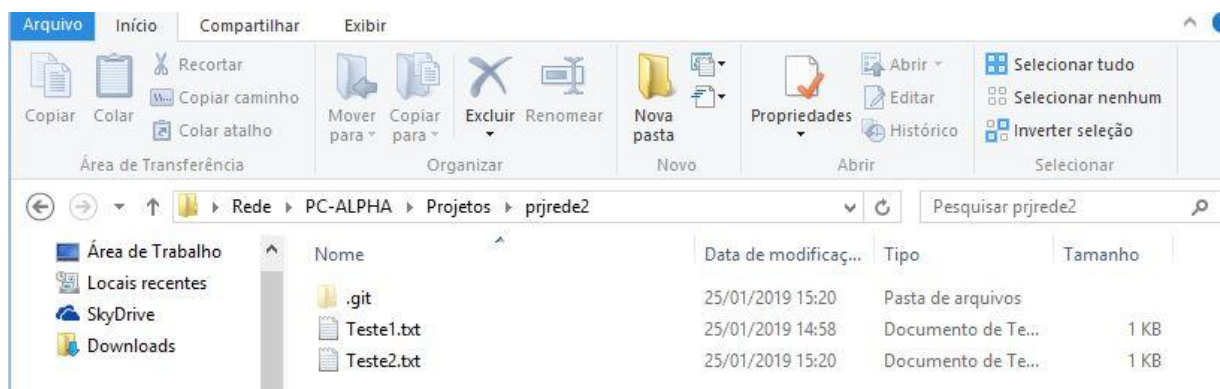 Arquivo Início Compartilhar Exibir
Copiar
Colar
Recortar
Copiar caminho
Colar atalho
Área de Transferência
Mover para
Copiar para
Excluir
Renomear
Organizar
Nova pasta
Novo
Propriedades
Abrir
Editar
Histórico
Abrir
Selecionar tudo
Selecionar nenhum
Inverter seleção
Selecionar
Rede PC-ALPHA Projetos prjrede2
Pesquisar prjrede2
Área de Trabalho
Locais recentes
SkyDrive
Downloads
Nome Data de modificaç... Tipo Tamanho
.git 25/01/2019 15:20 Pasta de arquivos
Teste1.txt 25/01/2019 14:58 Documento de Te... 1 KB
Teste2.txt 25/01/2019 15:20 Documento de Te... 1 KB